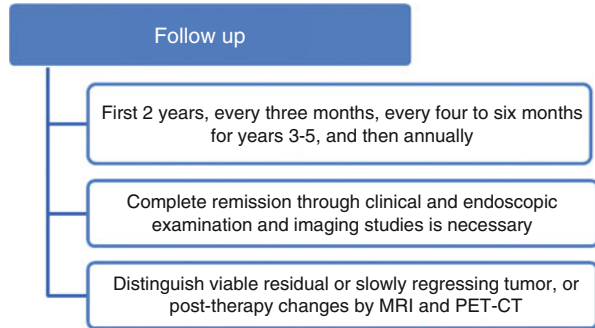 Follow up
First 2 years, every three months, every four to six months
for years 3-5, and then annually
Complete remission through clinical and endoscopic
examination and imaging studies is necessary
Distinguish viable residual or slowly regressing tumor, or
post-therapy changes by MRI and PET-CT